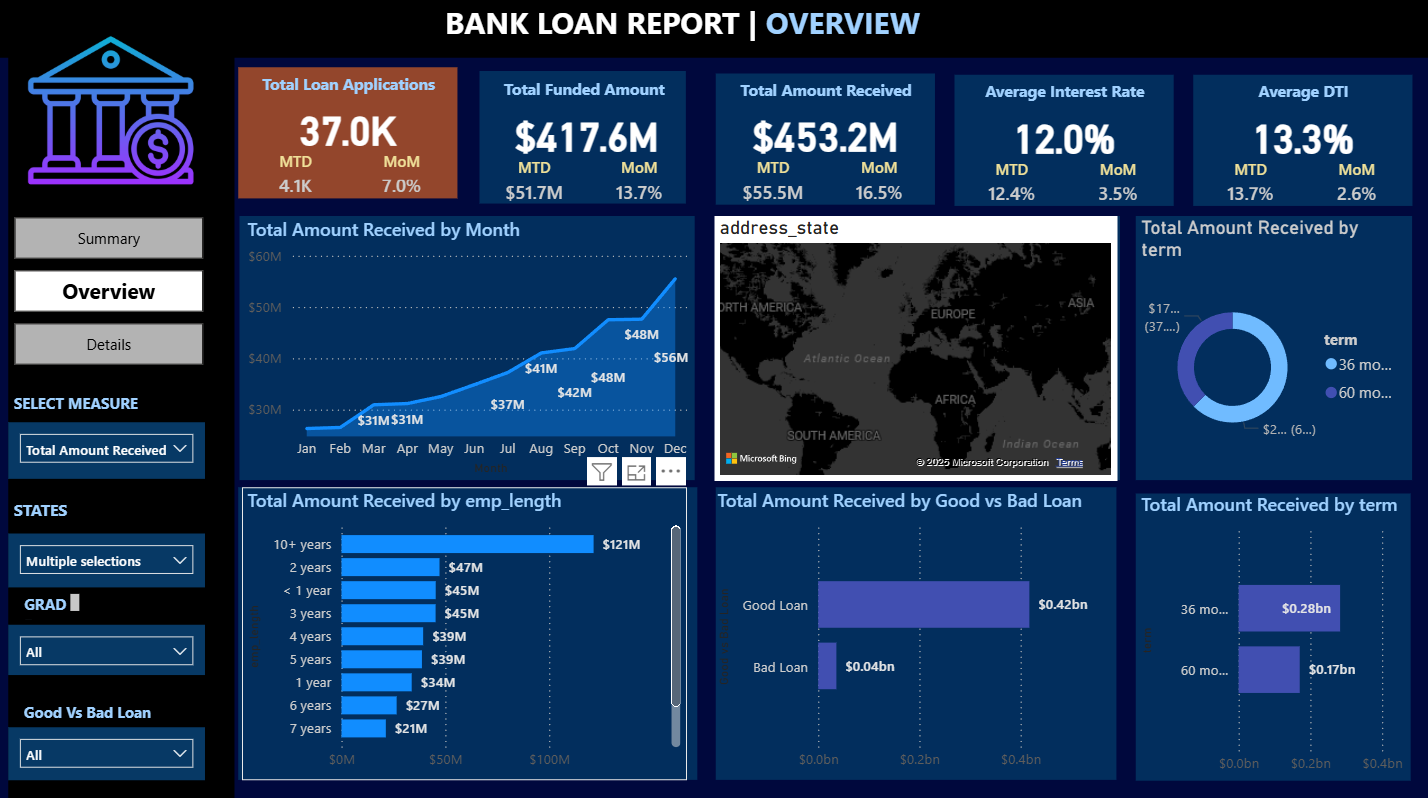 BANK LOAN REPORT | OVERVIEW
Total Loan Applications
37.0K
MTD MoM
4.1K 7.0%
Total Funded Amount
$417.6M
MTD MoM
$51.7M 13.7%
Total Amount Received
$453.2M
MTD MoM
$55.5M 16.5%
Average Interest Rate
12.0%
MTD MoM
12.4% 3.5%
Average DTI
13.3%
MTD MoM
13.7% 2.6%
Summary
Overview
Details
SELECT MEASURE
Total Amount Received
STATES
Multiple selections
GRAD
All
Good Vs Bad Loan
All
Total Amount Received by Month
$60M
$50M
$40M
$30M
$31M
$31M
$37M
$41M
$42M
$48M
$48M
$56M
Jan Feb Mar Apr May Jun Jul Aug Sep Oct Nov Dec
address_state
NORTH AMERICA
EUROPE
ASIA
Atlantic Ocean
AFRICA
SOUTH AMERICA
Indian Ocean
Microsoft Bing
© 2025 Microsoft Corporation Terms
Total Amount Received by
term
$17...
(37....)
$2... (6...)
term
36 mo...
60 mo...
Total Amount Received by emp_length
10+ years $121M
2 years $47M
< 1 year $45M
3 years $45M
4 years $39M
5 years $39M
1 year $34M
6 years $27M
7 years $21M
$0M $50M $100M
Total Amount Received by Good vs Bad Loan
Good Loan $0.42bn
Bad Loan $0.04bn
$0.0bn $0.2bn $0.4bn
Total Amount Received by term
36 mo... $0.28bn
60 mo... $0.17bn
$0.0bn $0.2bn $0.4bn